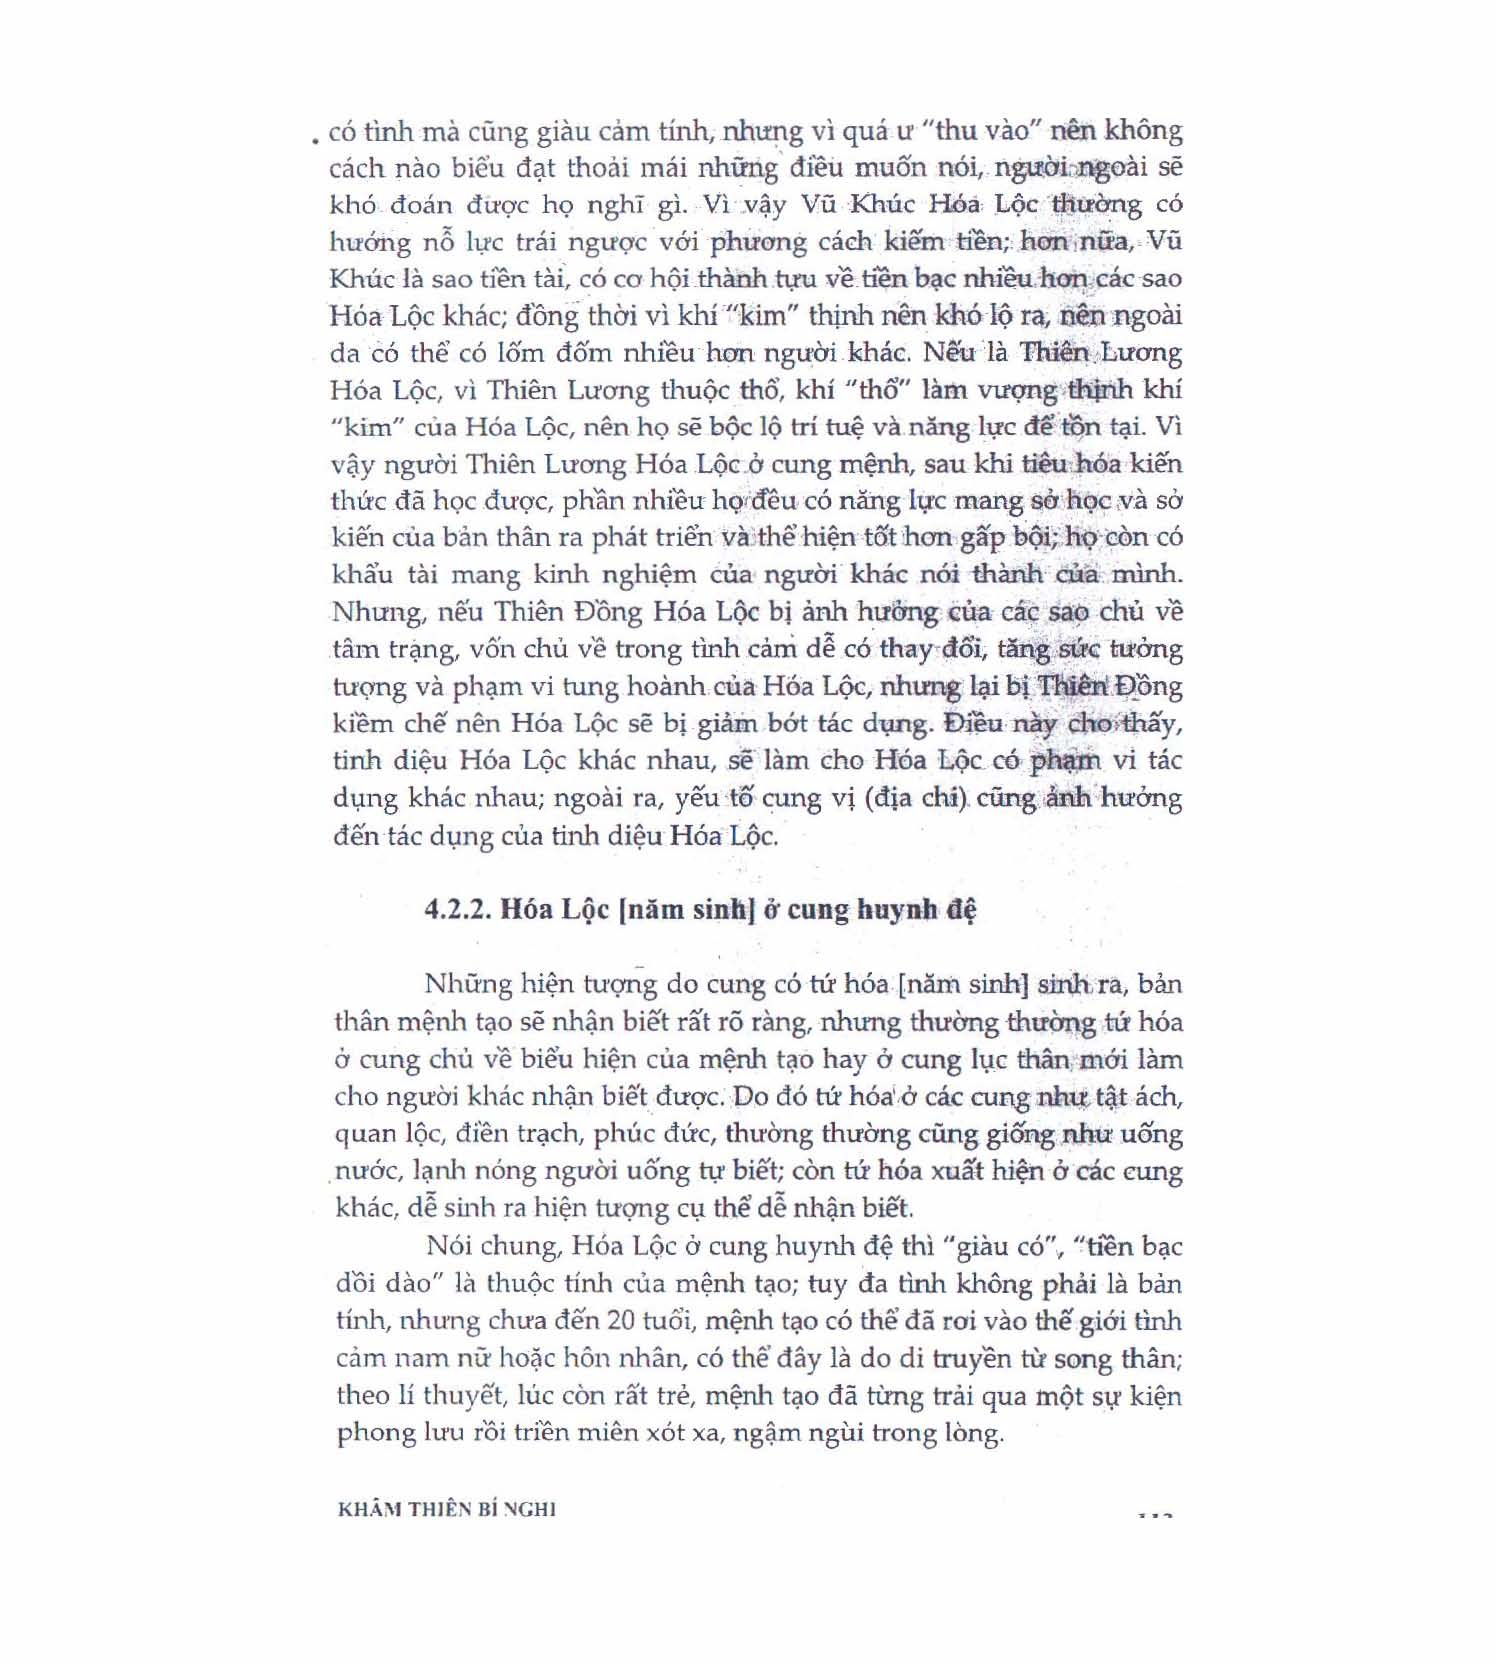 có tình mà cũng giàu cảm tính, nhưng vì quá ư "thu vào" nên không
cách nào biểu đạt thoải mái những điều muốn nói, người ngoài sẽ
khó đoán được họ nghĩ gì. Vì vậy Vũ Khúc Hóa Lộc thường có
hướng nỗ lực trái ngược với phương cách kiếm tiền; hơn nữa, Vũ
Khúc là sao tiền tài, có cơ hội thành tựu về tiền bạc nhiều hơn các sao
Hóa Lộc khác; đồng thời vì khí "kim" thịnh nên khó lộ ra, nên ngoài
da có thể có lốm đốm nhiều hơn người khác. Nếu là Thiên Lương
Hóa Lộc, vì Thiên Lương thuộc thổ, khí "thổ" làm vượng thịnh khí
"kim" của Hóa Lộc, nên họ sẽ bộc lộ trí tuệ và năng lực để tồn tại. Vì
vậy người Thiên Lương Hóa Lộc ở cung mệnh, sau khi tiêu hóa kiến
thức đã học được, phần nhiều họ đều có năng lực mang sở học và sở
kiến của bản thân ra phát triển và thể hiện tốt hơn gấp bội; họ còn có
khẩu tài mang kinh nghiệm của người khác nói thành của mình.
Nhưng, nếu Thiên Đồng Hóa Lộc bị ảnh hưởng của các sao chủ về
tâm trạng, vốn chủ về trong tình cảm dễ có thay đổi, tăng sức tưởng
tượng và phạm vi tung hoành của Hóa Lộc, nhưng lại bị Thiên Đồng
kiềm chế nên Hóa Lộc sẽ bị giảm bớt tác dụng. Điều này cho thấy,
tinh diệu Hóa Lộc khác nhau, sẽ làm cho Hóa Lộc có phạm vi tác
dụng khác nhau; ngoài ra, yếu tố cung vị (địa chi) cũng ảnh hưởng
đến tác dụng của tinh diệu Hóa Lộc.
4.2.2. Hóa Lộc [năm sinh] ở cung huynh đệ
Những hiện tượng do cung có tứ hóa [năm sinh] sinh ra, bản
thân mệnh tạo sẽ nhận biết rất rõ ràng, nhưng thường thường tứ hóa
ở cung chủ về biểu hiện của mệnh tạo hay ở cung lục thân mới làm
cho người khác nhận biết được. Do đó tứ hóa ở các cung như tật ách,
quan lộc, điền trạch, phúc đức, thường thường cũng giống như uống
nước, lạnh nóng người uống tự biết; còn tứ hóa xuất hiện ở các cung
khác, dễ sinh ra hiện tượng cụ thể dễ nhận biết.
Nói chung, Hóa Lộc ở cung huynh đệ thì "giàu có", "tiền bạc
dồi dào" là thuộc tính của mệnh tạo; tuy đa tình không phải là bản
tính, nhưng chưa đến 20 tuổi, mệnh tạo có thể đã rơi vào thế giới tình
cảm nam nữ hoặc hôn nhân, có thể đây là do di truyền từ song thân;
theo lí thuyết, lúc còn rất trẻ, mệnh tạo đã từng trải qua một sự kiện
phong lưu rồi triền miên xót xa, ngậm ngùi trong lòng.
KHÂM THIÊN BÍ NGHI